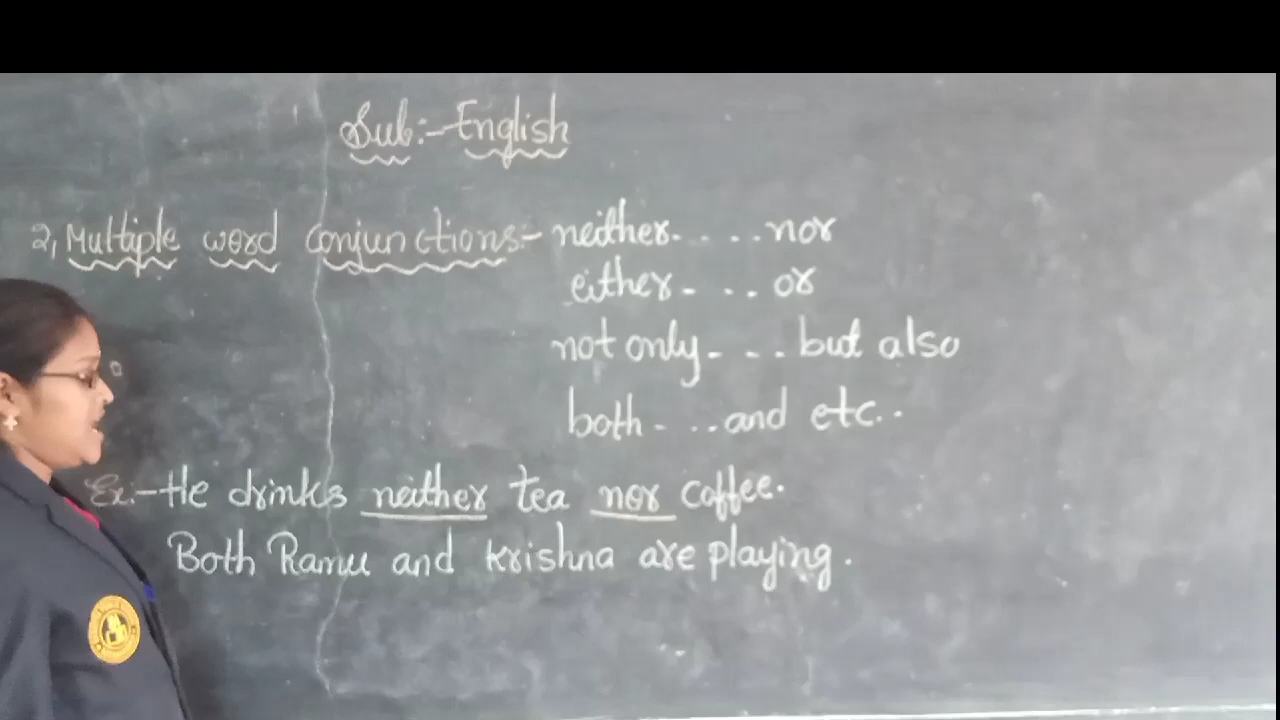 Sub:- English
2, Multiple word Conjunctions:- neither. . . . . nor
either - . . . or
not only - - . . but also
both - . . and etc..
Ex:- He drinks neither tea nor coffee.
Both Ramu and Krishna are playing.